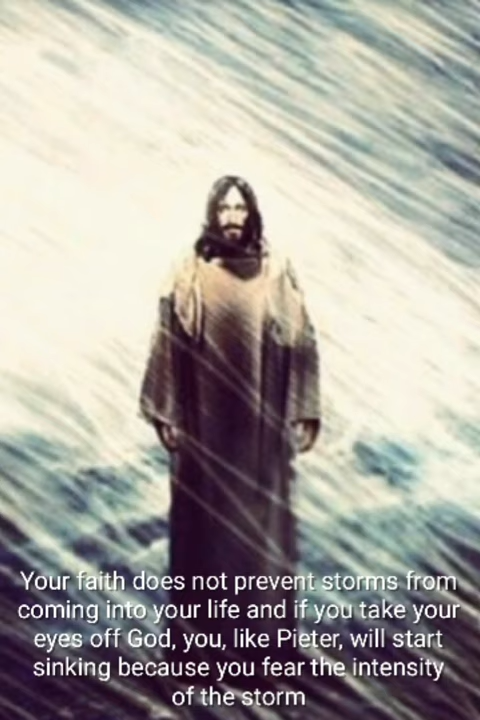 Your faith does not prevent storms from
coming into your life and if you take your
eyes off God, you, like Pieter, will start
sinking because you fear the intensity
of the storm